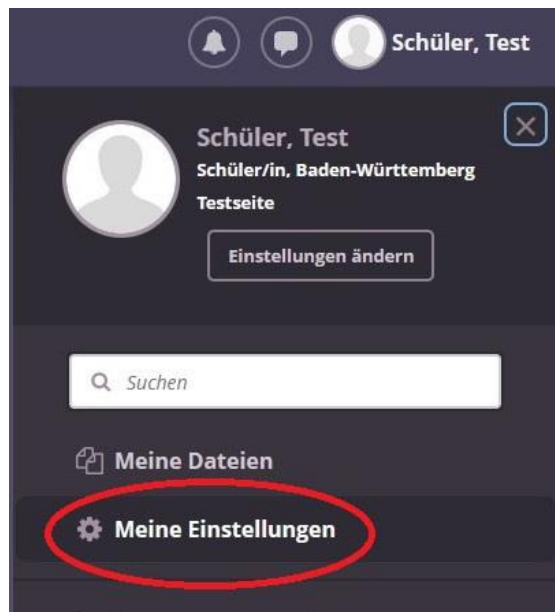 Schüler, Test
Schüler, Test
Schüler/in, Baden-Württemberg
Testseite
Einstellungen ändern
Suchen
Meine Dateien
Meine Einstellungen